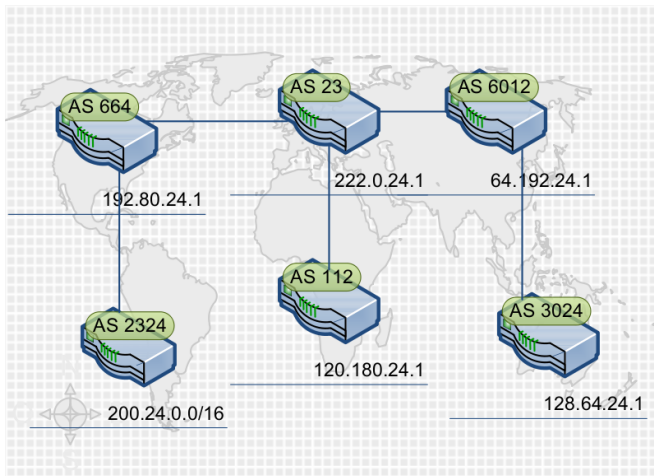 AS 664
AS 23
AS 6012
192.80.24.1
222.0.24.1
64.192.24.1
AS 2324
AS 112
AS 3024
200.24.0.0/16
120.180.24.1
128.64.24.1